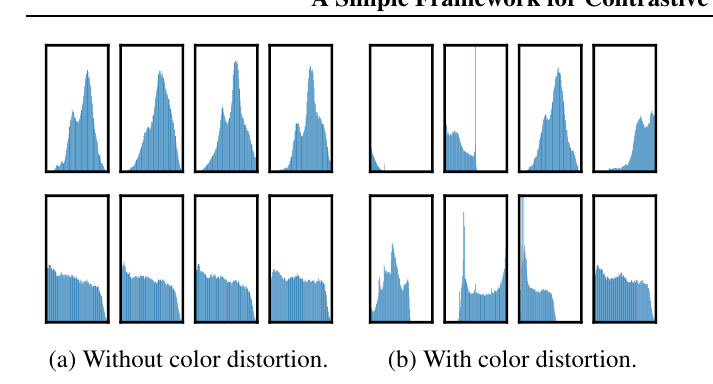 A Simple Framework for Contrastive
(a) Without color distortion.
(b) With color distortion.